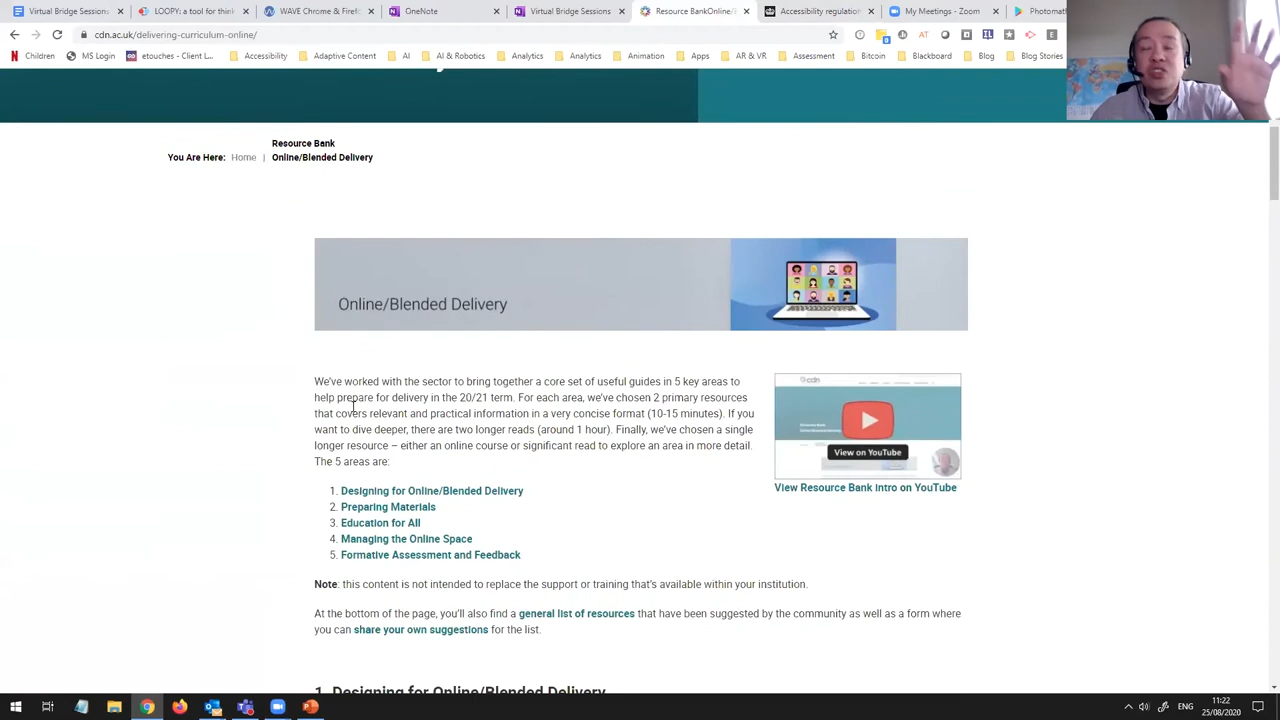 Virtual Bridge Sessions
LOOPY: a tool for think
WAVE Chrome & Firef
OneNote
Virtual Bridge Sessions
Resource BankOnline/
Accessibility regulation
My Meetings - Zoom
Photomath
cdn.ac.uk/delivering-curriculum-online/
Children
MS Login
etouches - Client L...
Accessibility
Adaptive Content
AI
AI & Robotics
Analytics
Analytics
Animation
Apps
AR & VR
Assessment
Bitcoin
Blackboard
Blog
Blog Stories
Resource Bank
You Are Here: Home | Online/Blended Delivery
Online/Blended Delivery
We've worked with the sector to bring together a core set of useful guides in 5 key areas to
help prepare for delivery in the 20/21 term. For each area, we've chosen 2 primary resources
that covers relevant and practical information in a very concise format (10-15 minutes). If you
want to dive deeper, there are two longer reads (around 1 hour). Finally, we've chosen a single
longer resource – either an online course or significant read to explore an area in more detail.
The 5 areas are:
cdn
View on YouTube
View Resource Bank intro on YouTube
1. Designing for Online/Blended Delivery
2. Preparing Materials
3. Education for All
4. Managing the Online Space
5. Formative Assessment and Feedback
Note: this content is not intended to replace the support or training that's available within your institution.
At the bottom of the page, you'll also find a general list of resources that have been suggested by the community as well as a form where
you can share your own suggestions for the list.
1. Designing for Online/Blended Delivery
ENG
11:22
25/08/2020